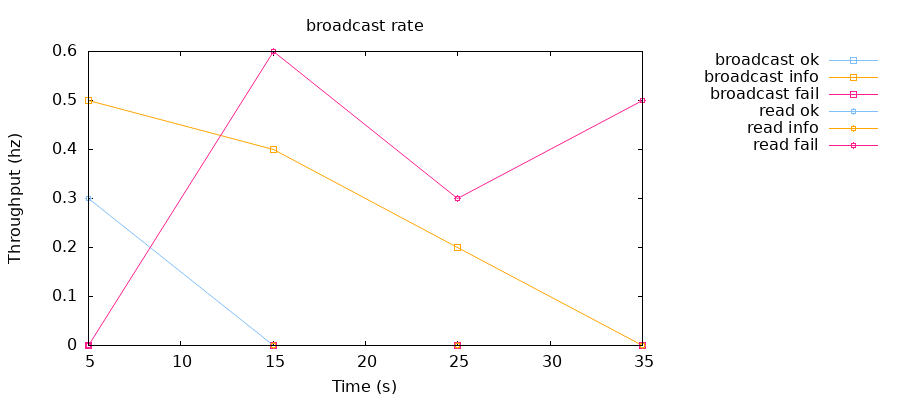 broadcast rate
0.6
0.5
0.4
0.3
0.2
0.1
0
5 10 15 20 25 30 35
Throughput (hz)
Time (s)
broadcast ok
broadcast info
broadcast fail
read ok
read info
read fail